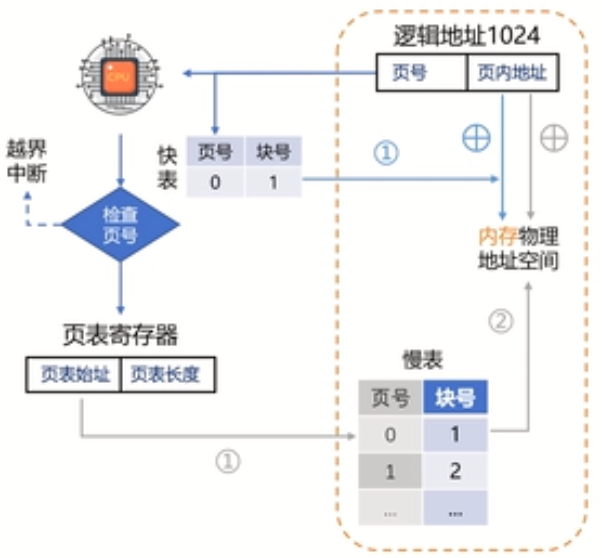 逻辑地址1024
页号 页内地址
CPU
越界
中断
快
表
页号 块号
0 1
①
检查
页号
内存物理
地址空间
页表寄存器
页表始址 页表长度
②
慢表
页号 块号
0 1
1 2
... ...
①